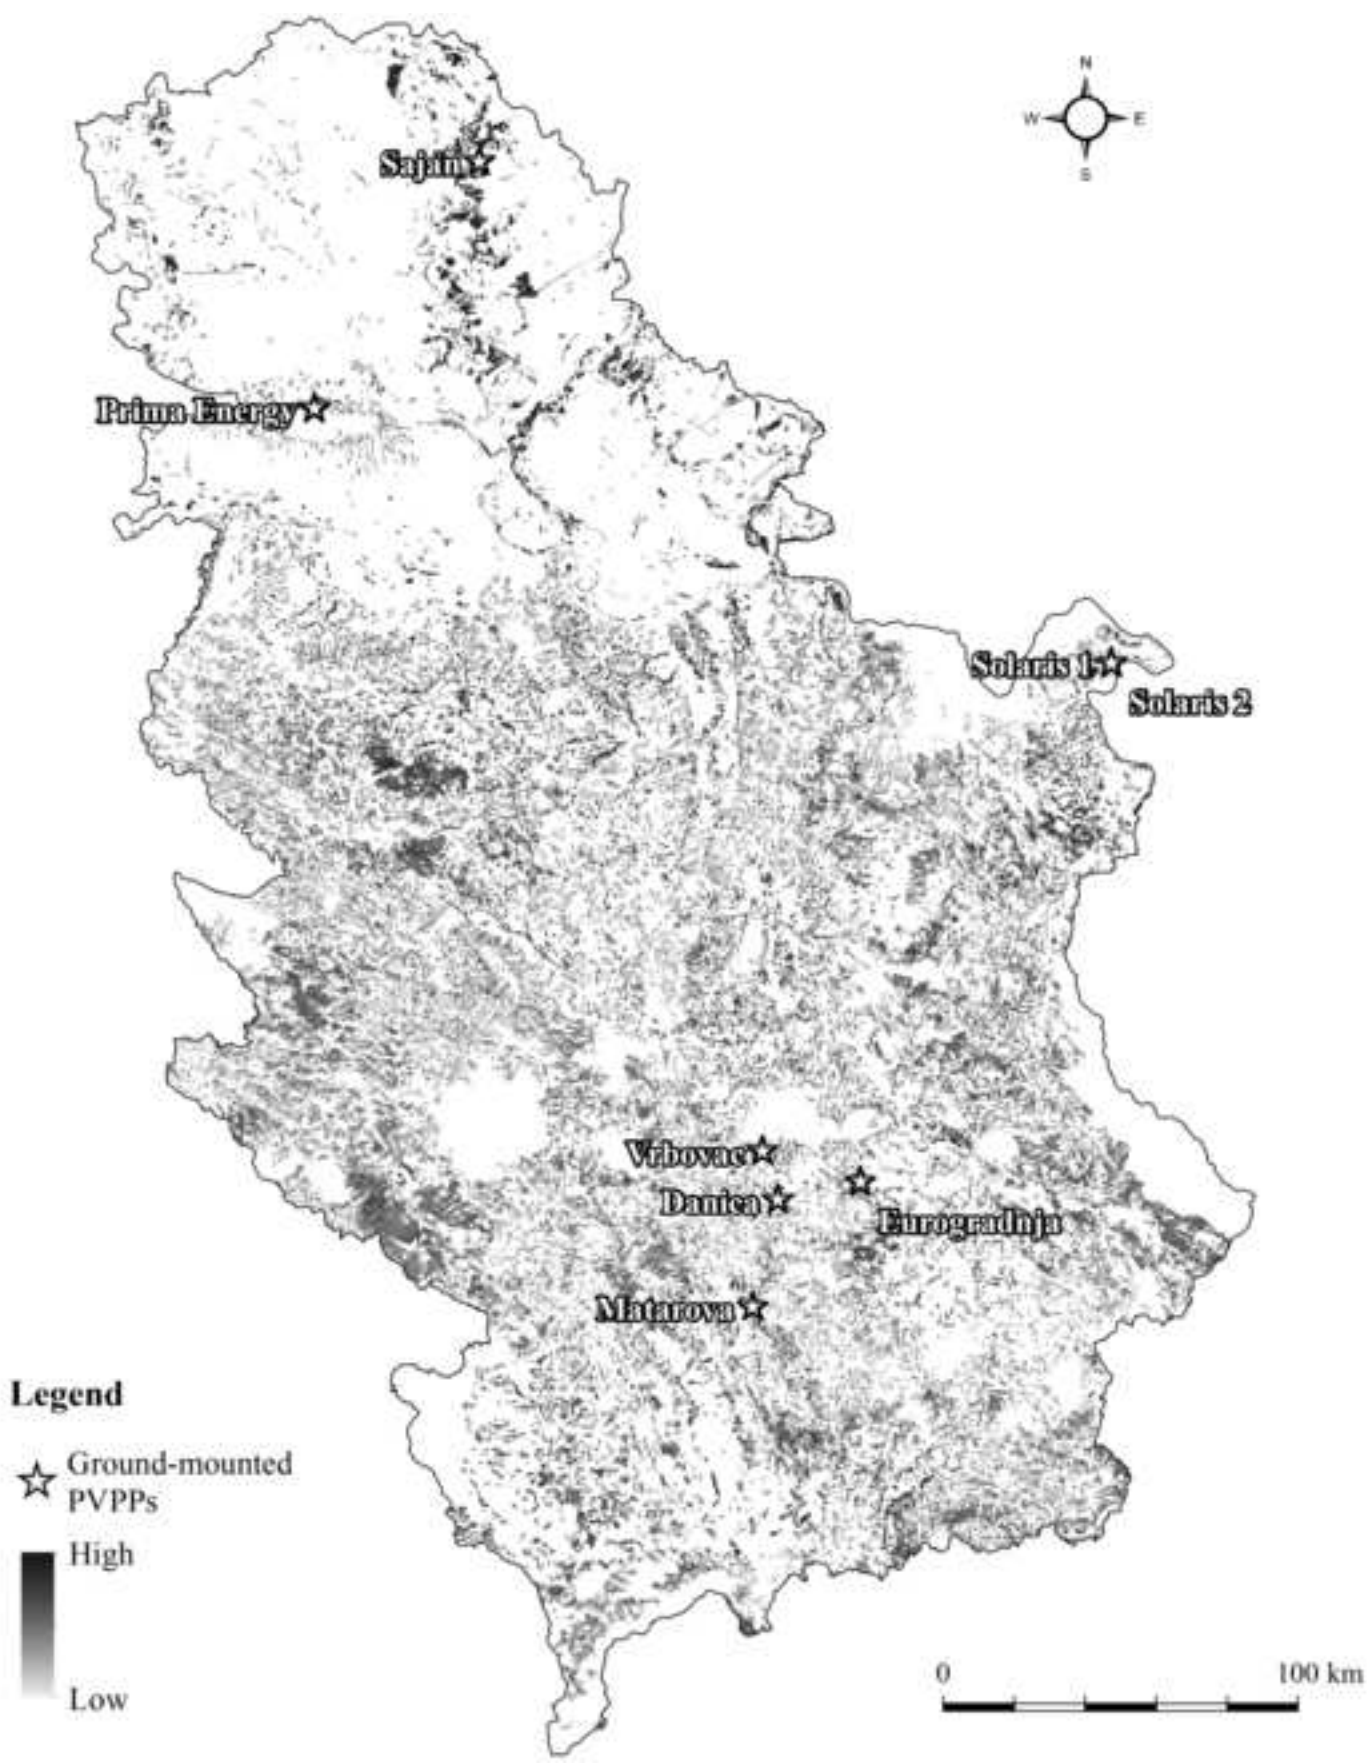 N
W E
S
Sajan
Prima Energy
Solaris 1
Solaris 2
Vrbovac
Danica
Eurogradnja
Matarova
Legend
Ground-mounted
PVPPs
High
Low
0 100 km